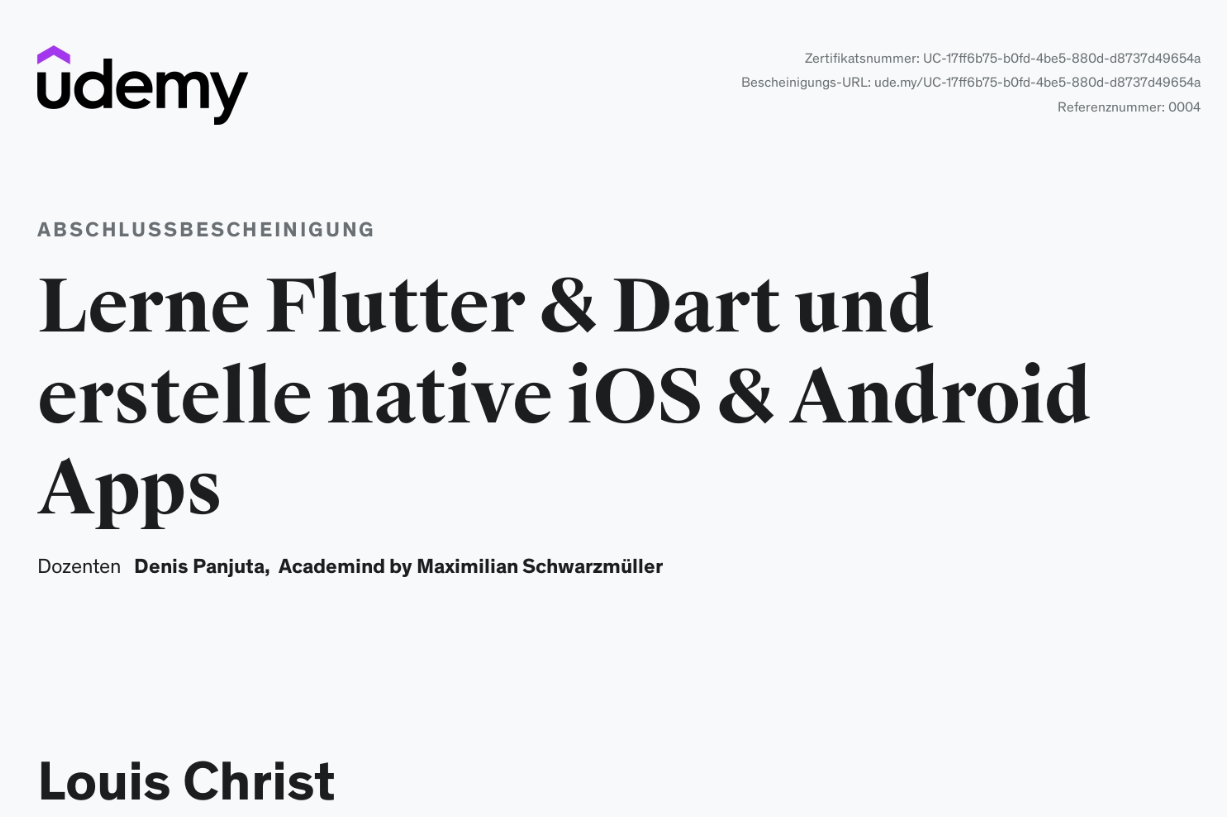 udemy
Zertifikatsnummer: UC-17ff6b75-b0fd-4be5-880d-d8737d49654a
Bescheinigungs-URL: ude.my/UC-17ff6b75-b0fd-4be5-880d-d8737d49654a
Referenznummer: 0004
ABSCHLUSSBESCHEINIGUNG
Lerne Flutter & Dart und
erstelle native iOS & Android
Apps
Dozenten Denis Panjuta, Academind by Maximilian Schwarzmüller
Louis Christ